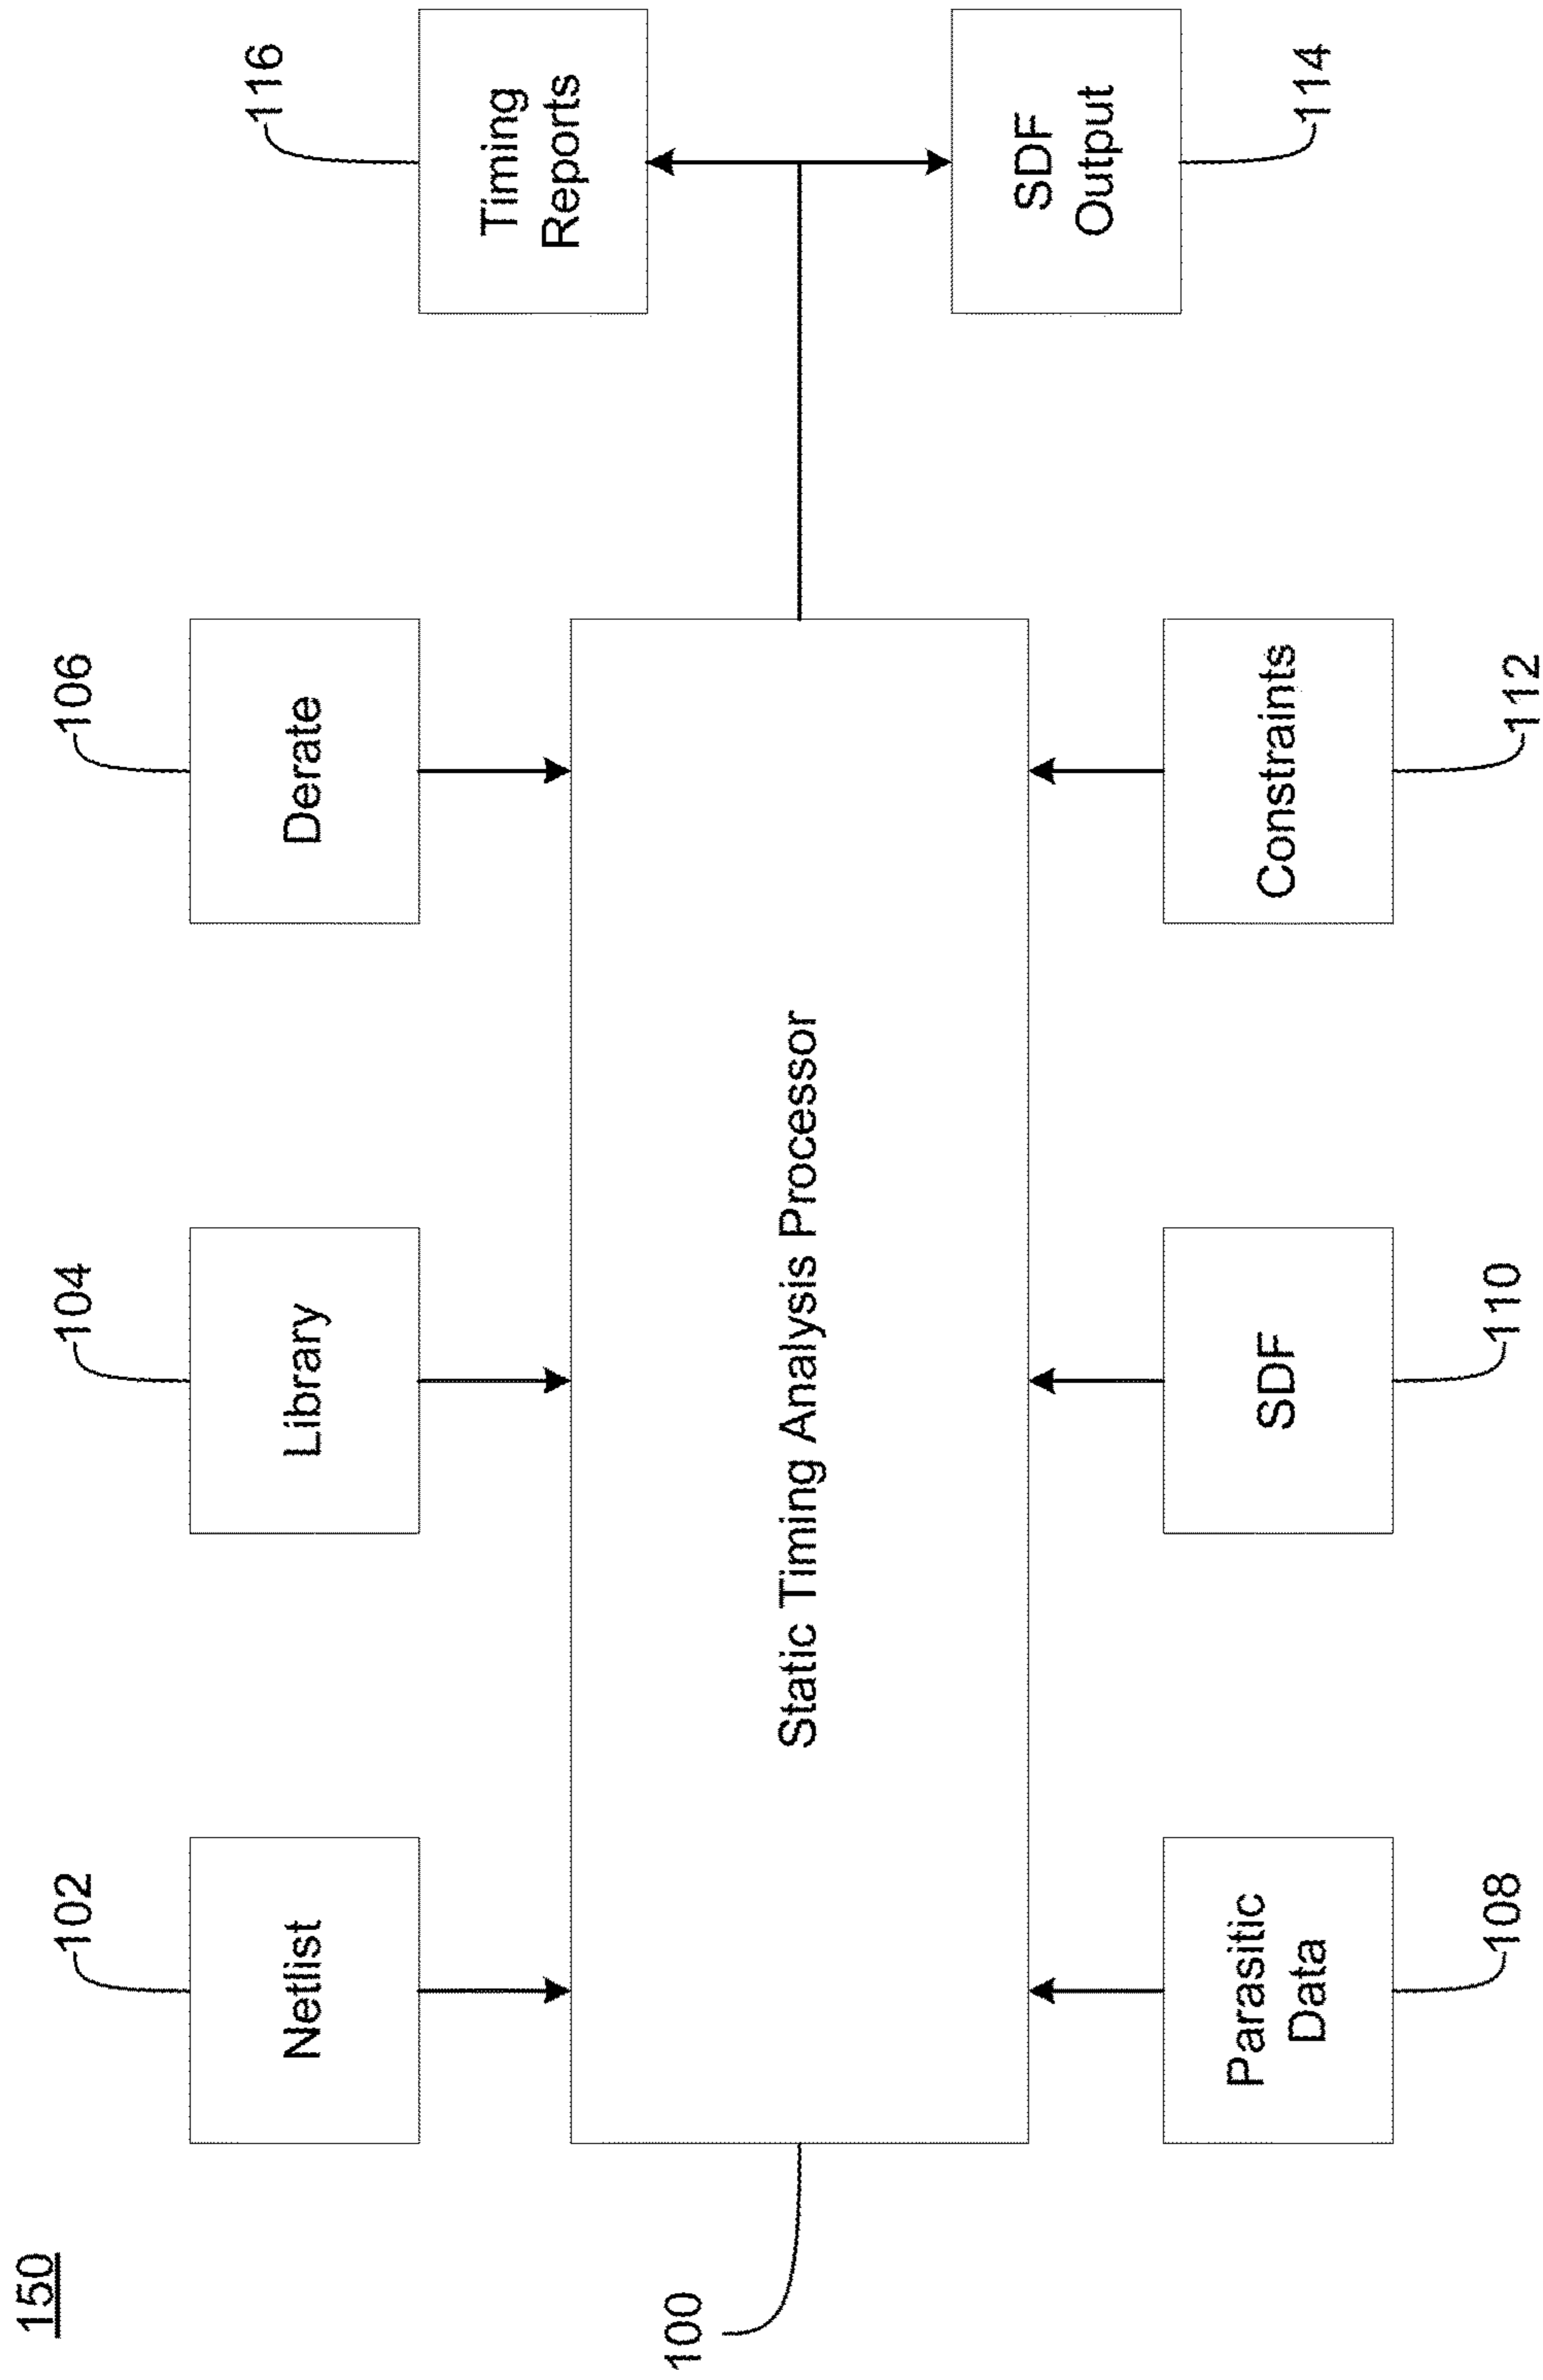 150
102
104
106
116
Netlist
Library
Derate
Timing
Reports
100
Static Timing Analysis Processor
Parasitic
Data
SDF
Constraints
SDF
Output
108
110
112
114